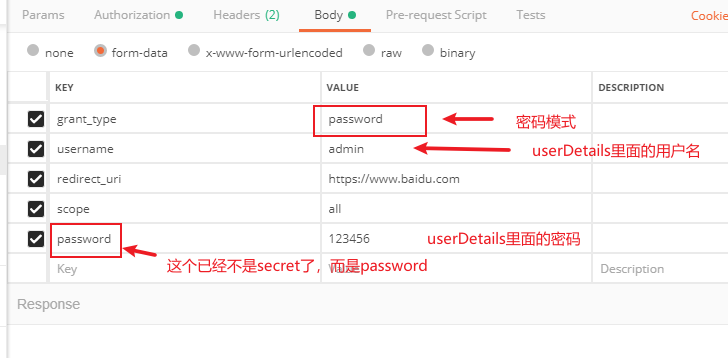 Params Authorization Headers (2) Body Pre-request Script Tests Cookie
none form-data x-www-form-urlencoded raw binary
KEY VALUE DESCRIPTION
grant_type password 密码模式
username admin userDetails里面的用户名
redirect_uri https://www.baidu.com
scope all
password 123456 userDetails里面的密码
Key 这个已经不是secret了，而是password Description
Response